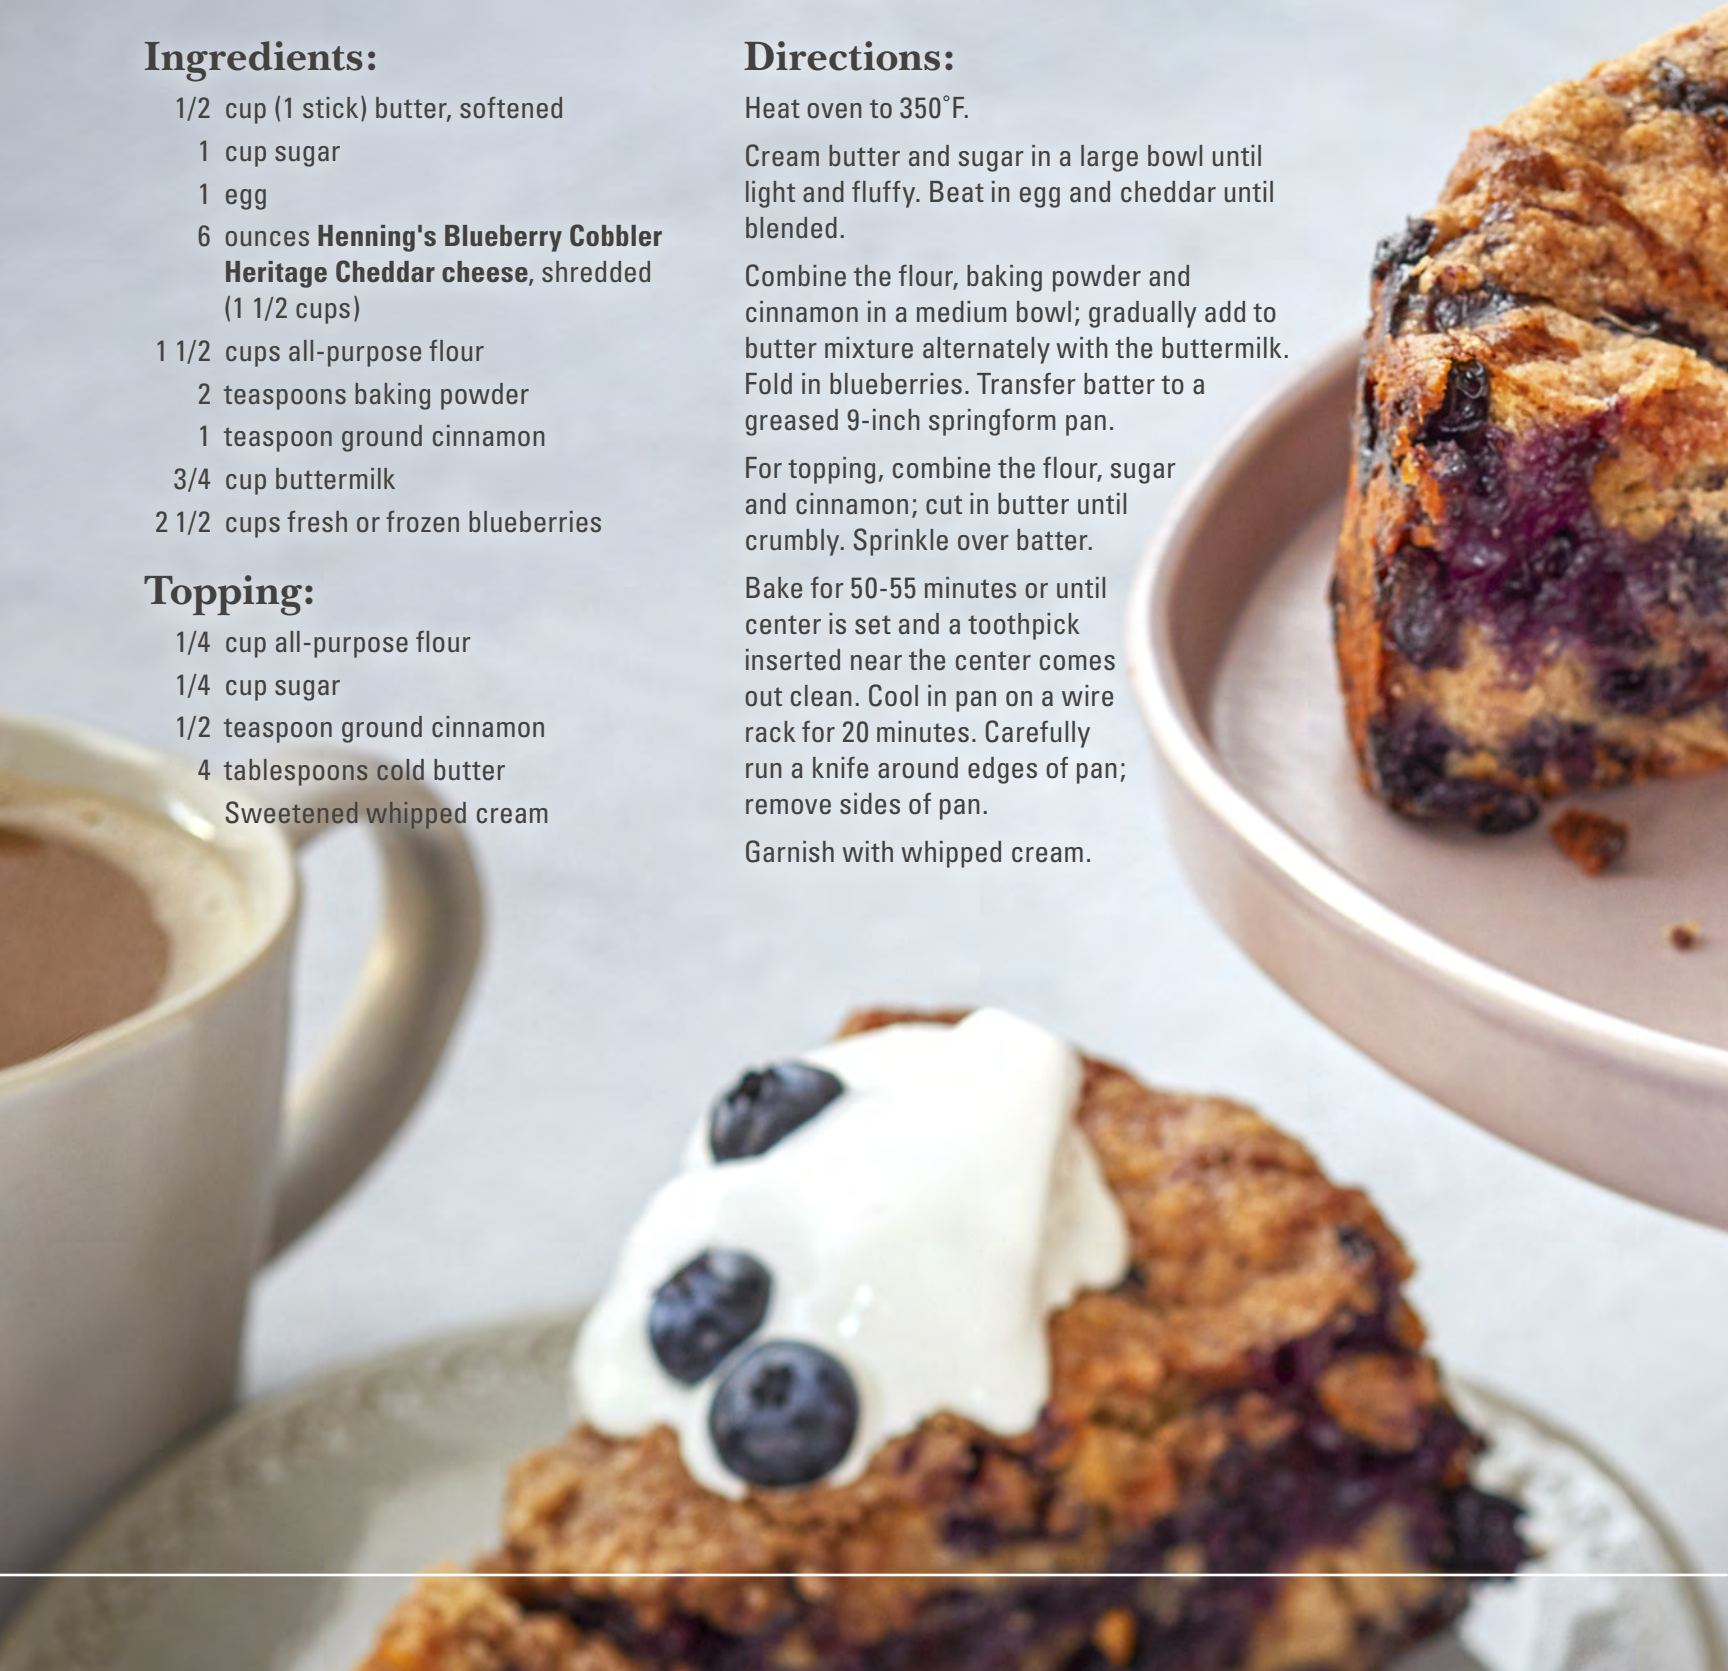 Ingredients:
1/2 cup (1 stick) butter, softened
1 cup sugar
1 egg
6 ounces Henning's Blueberry Cobbler
Heritage Cheddar cheese, shredded
(1 1/2 cups)
1 1/2 cups all-purpose flour
2 teaspoons baking powder
1 teaspoon ground cinnamon
3/4 cup buttermilk
2 1/2 cups fresh or frozen blueberries
Topping:
1/4 cup all-purpose flour
1/4 cup sugar
1/2 teaspoon ground cinnamon
4 tablespoons cold butter
Sweetened whipped cream
Directions:
Heat oven to 350˚F.
Cream butter and sugar in a large bowl until
light and fluffy. Beat in egg and cheddar until
blended.
Combine the flour, baking powder and
cinnamon in a medium bowl; gradually add to
butter mixture alternately with the buttermilk.
Fold in blueberries. Transfer batter to a
greased 9-inch springform pan.
For topping, combine the flour, sugar
and cinnamon; cut in butter until
crumbly. Sprinkle over batter.
Bake for 50-55 minutes or until
center is set and a toothpick
inserted near the center comes
out clean. Cool in pan on a wire
rack for 20 minutes. Carefully
run a knife around edges of pan;
remove sides of pan.
Garnish with whipped cream.